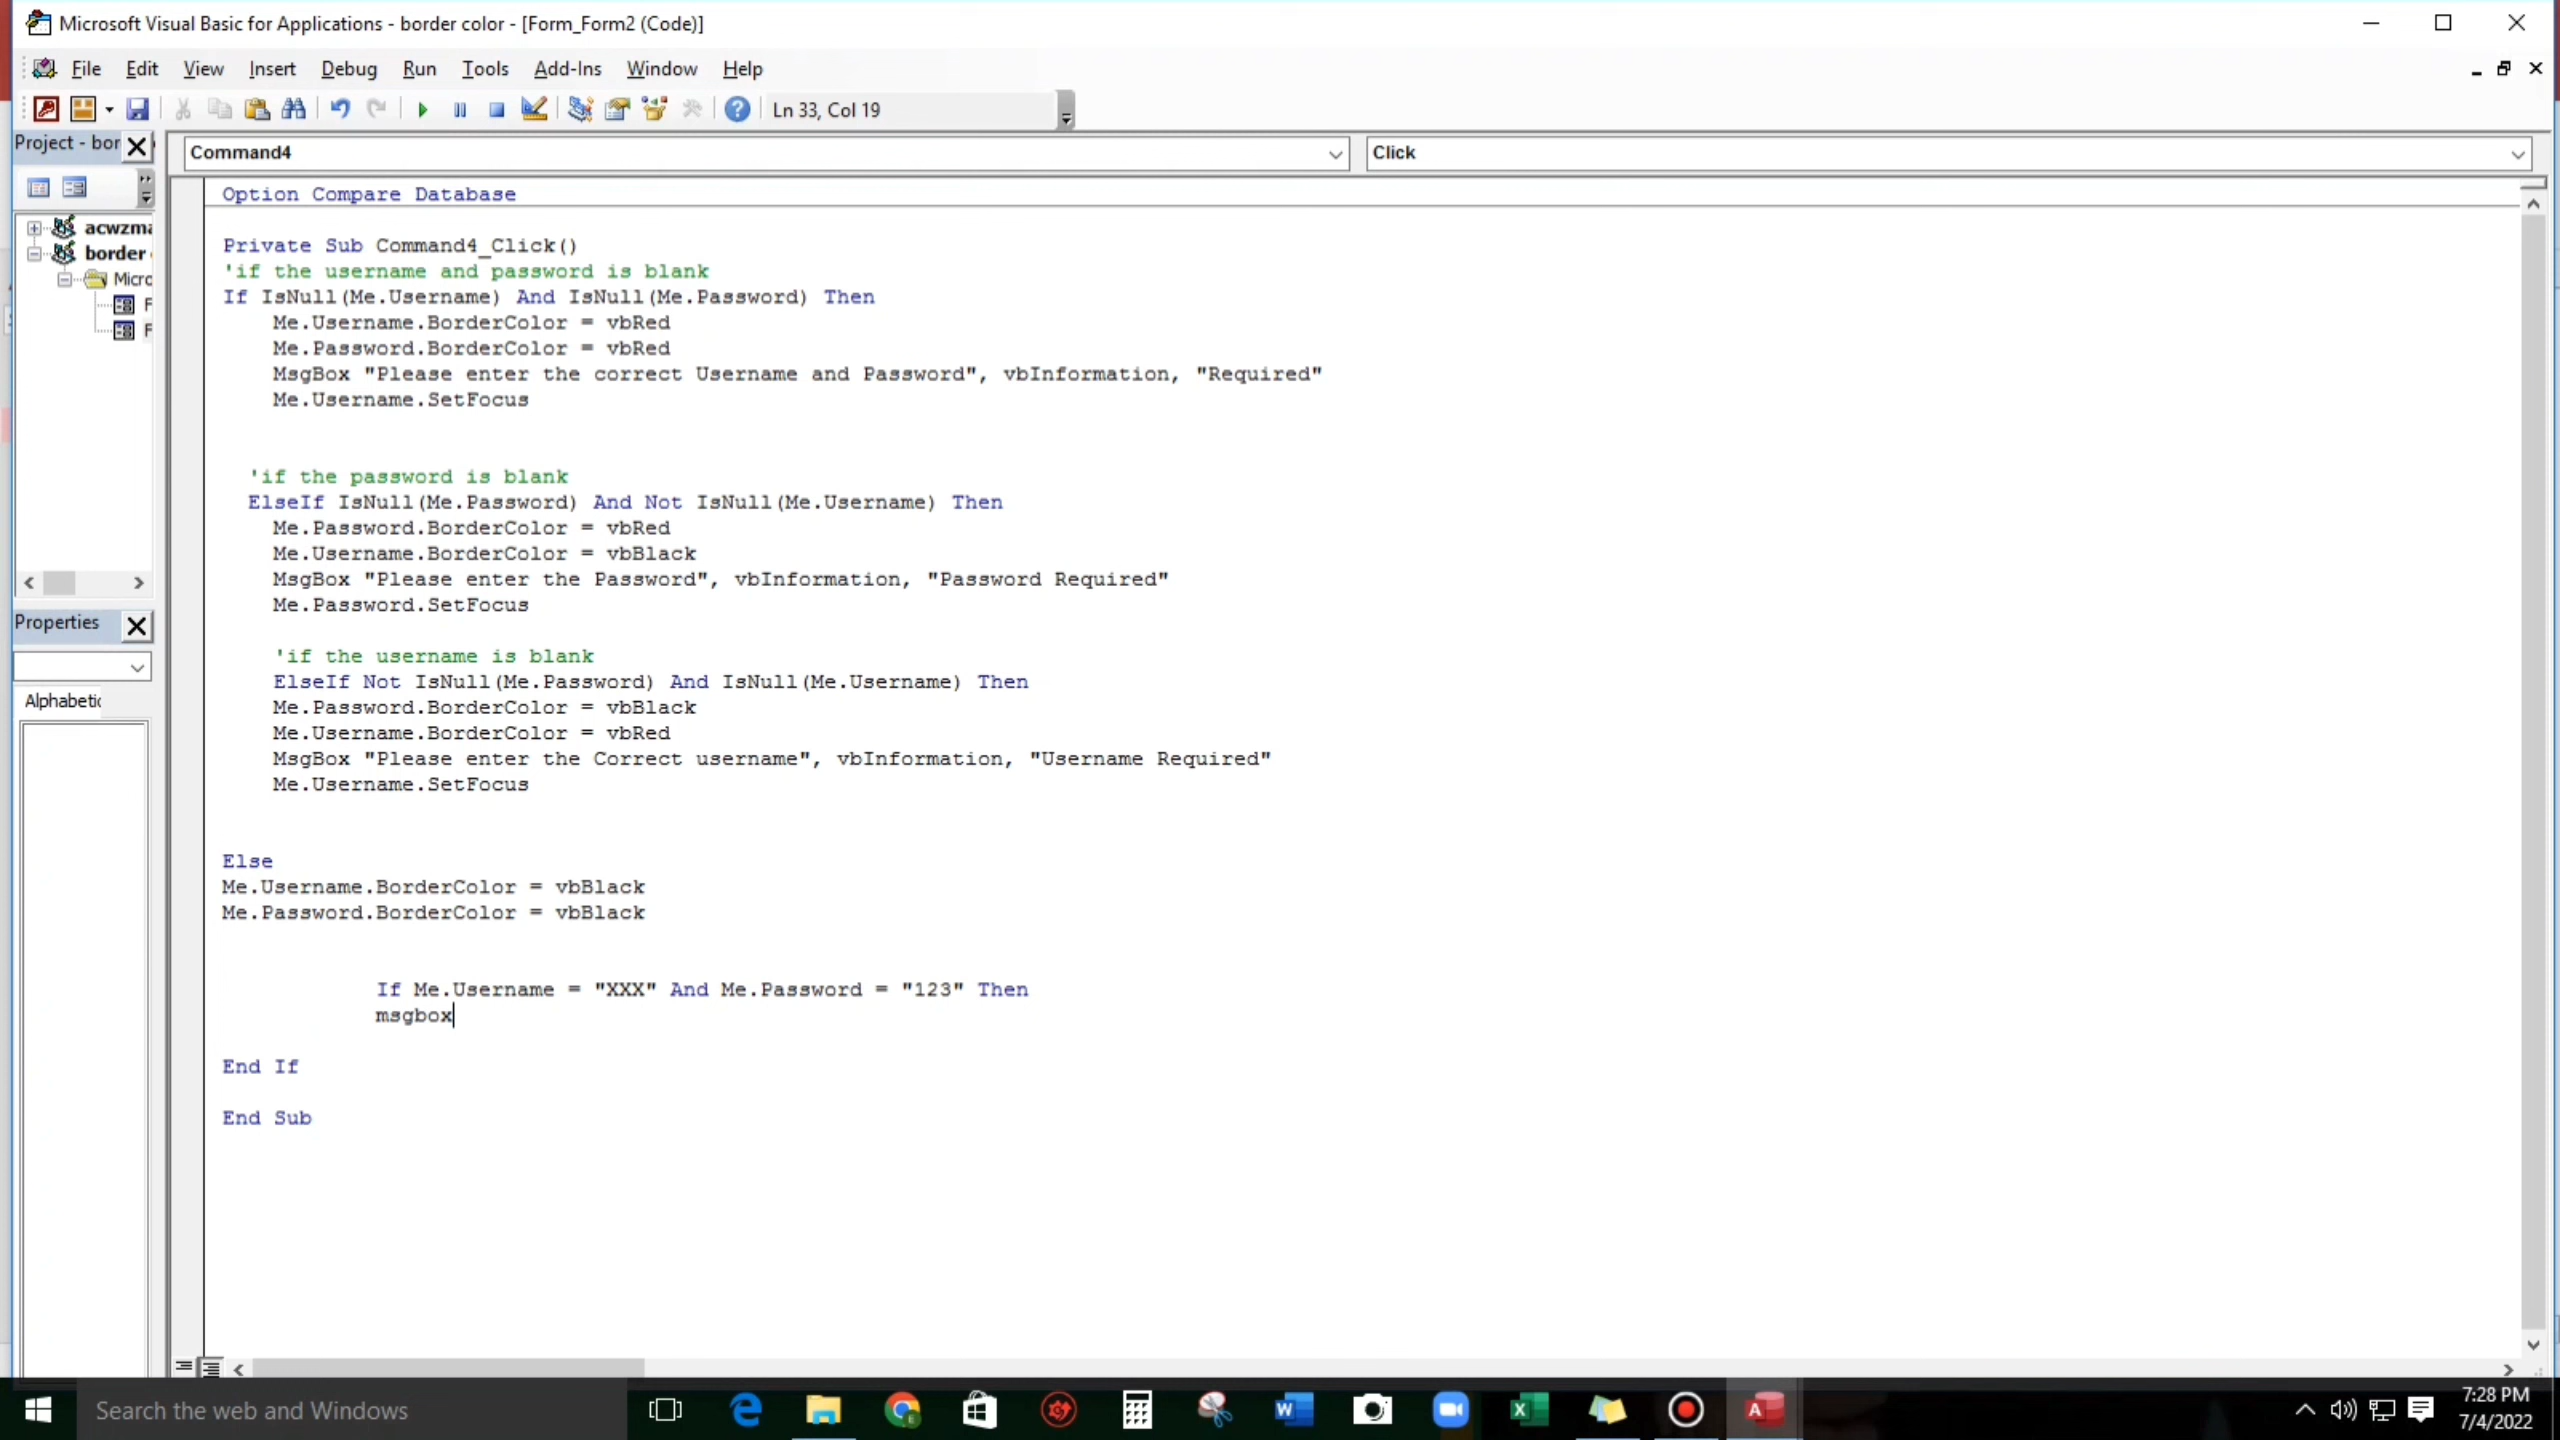 Microsoft Visual Basic for Applications - border color - [Form_Form2 (Code)]
File Edit View Insert Debug Run Tools Add-Ins Window Help
Ln 33, Col 19
Project - bor
Command4
Click
acwzma
border
Micro
F
F
Properties
Alphabetic
Option Compare Database
Private Sub Command4_Click()
'if the username and password is blank
If IsNull(Me.Username) And IsNull(Me.Password) Then
Me.Username.BorderColor = vbRed
Me.Password.BorderColor = vbRed
MsgBox "Please enter the correct Username and Password", vbInformation, "Required"
Me.Username.SetFocus
'if the password is blank
ElseIf IsNull(Me.Password) And Not IsNull(Me.Username) Then
Me.Password.BorderColor = vbRed
Me.Username.BorderColor = vbBlack
MsgBox "Please enter the Password", vbInformation, "Password Required"
Me.Password.SetFocus
'if the username is blank
ElseIf Not IsNull(Me.Password) And IsNull(Me.Username) Then
Me.Password.BorderColor = vbBlack
Me.Username.BorderColor = vbRed
MsgBox "Please enter the Correct username", vbInformation, "Username Required"
Me.Username.SetFocus
Else
Me.Username.BorderColor = vbBlack
Me.Password.BorderColor = vbBlack
If Me.Username = "XXX" And Me.Password = "123" Then
msgbox
End If
End Sub
Search the web and Windows
7:28 PM
7/4/2022